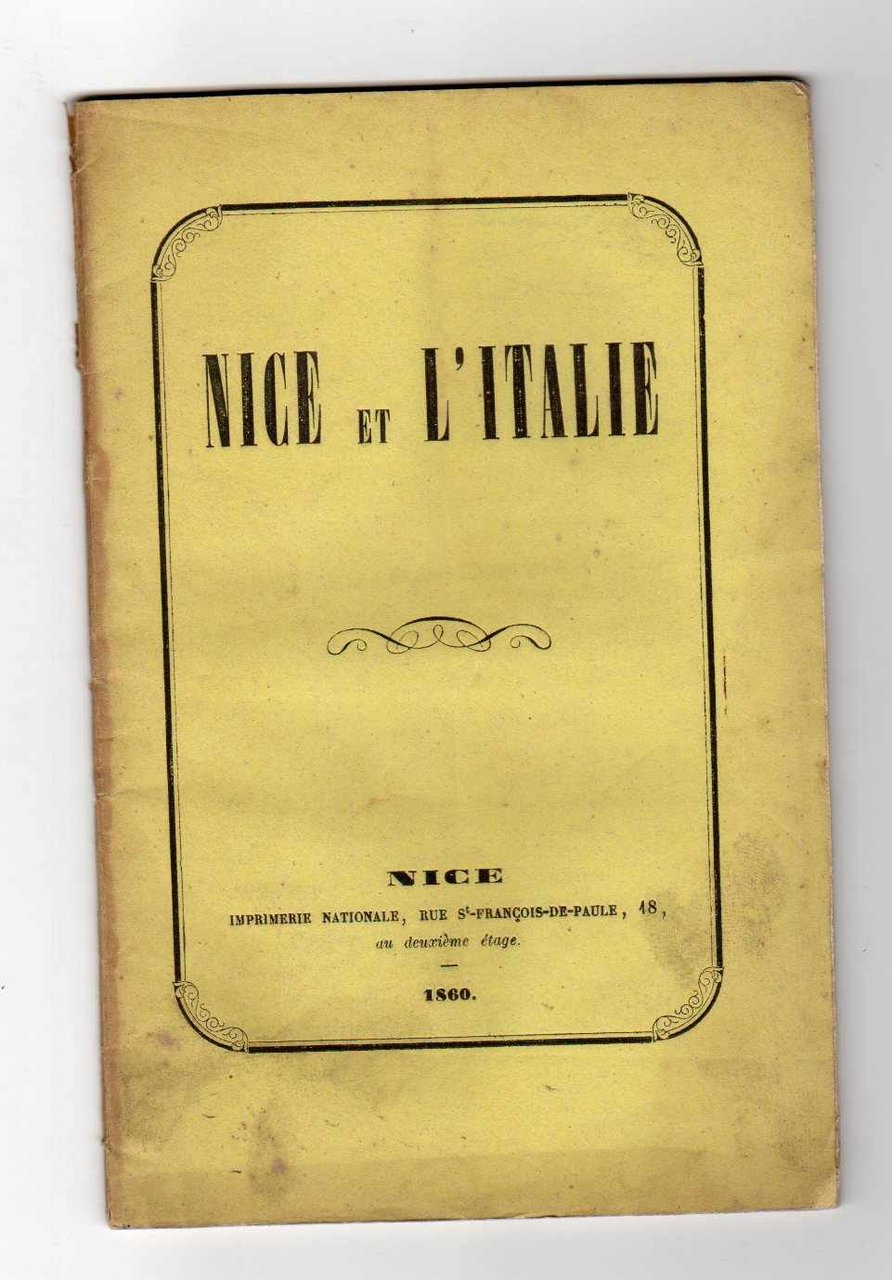 NICE ET L'ITALIE
NICE
IMPRIMERIE NATIONALE, RUE St-FRANÇOIS-DE-PAULE, 18,
au deuxième étage.
1860.